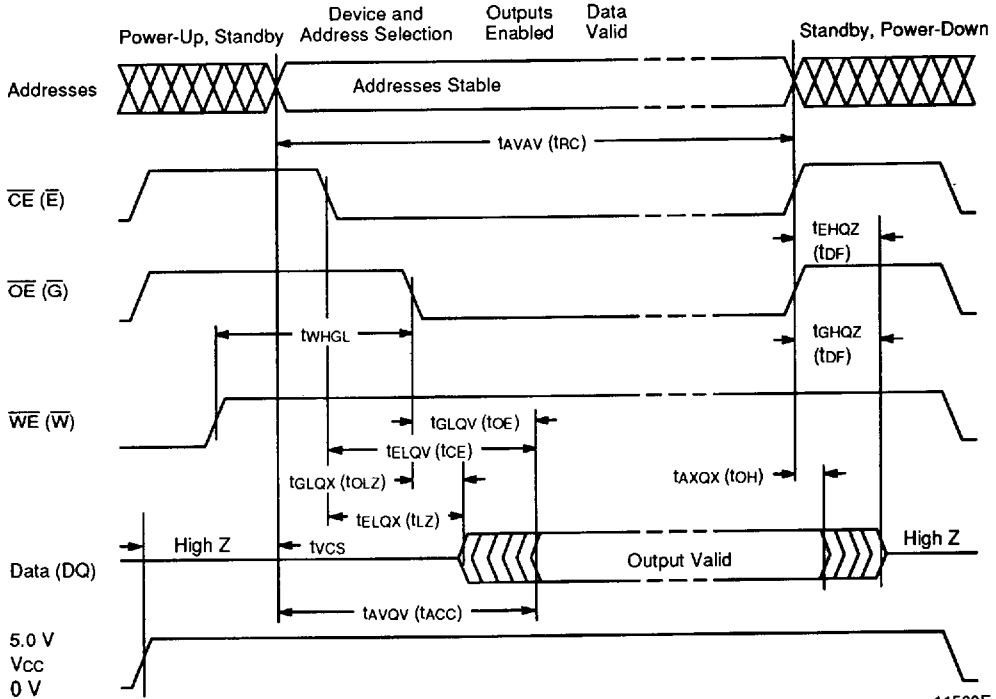 Device and
Address Selection
Outputs
Enabled
Data
Valid
Power-Up, Standby
Standby, Power-Down
Addresses
Addresses Stable
tAVAV (tRC)
CE (E)
tEHQZ
(tDF)
OE (G)
tWHGL
tGHQZ
(tDF)
WE (W)
tGLQV (tOE)
tELQV (tCE)
tGLQX (tOLZ)
tAXQX (tOH)
tELQX (tLZ)
High Z
tVCS
High Z
Data (DQ)
Output Valid
tAVQV (tACC)
5.0 V
VCC
0 V